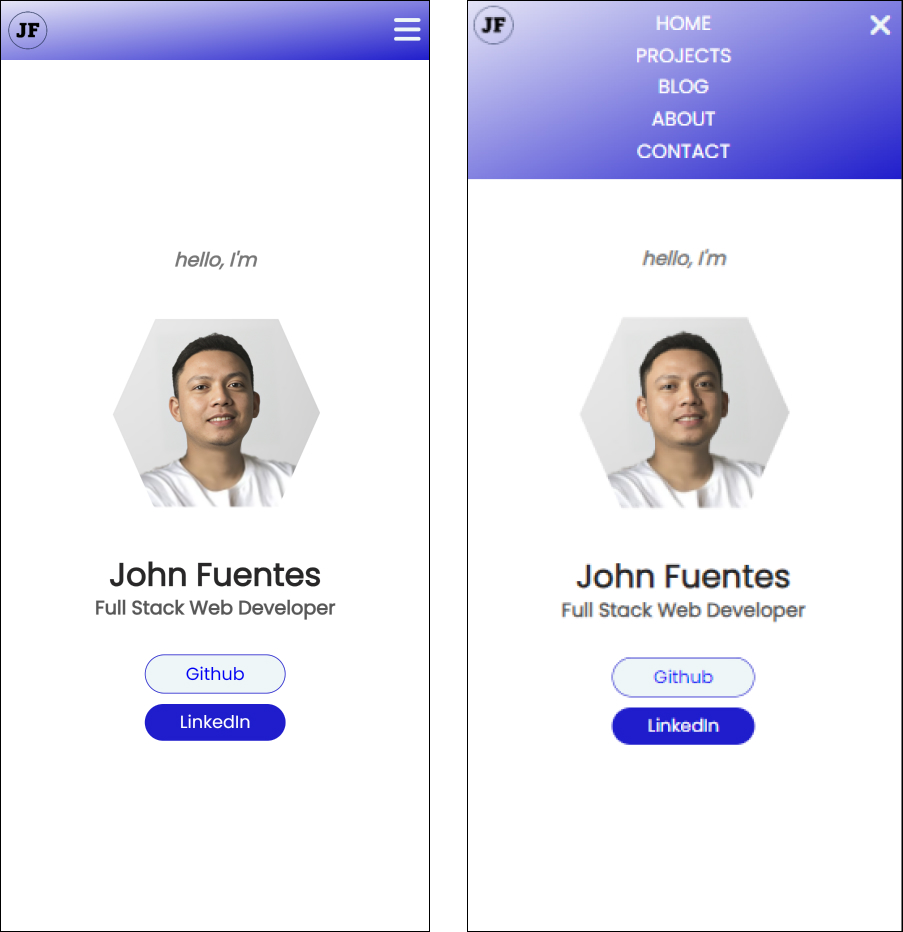 JF
hello, I'm
John Fuentes
Full Stack Web Developer
Github
LinkedIn
JF
HOME
PROJECTS
BLOG
ABOUT
CONTACT
hello, I'm
John Fuentes
Full Stack Web Developer
Github
LinkedIn